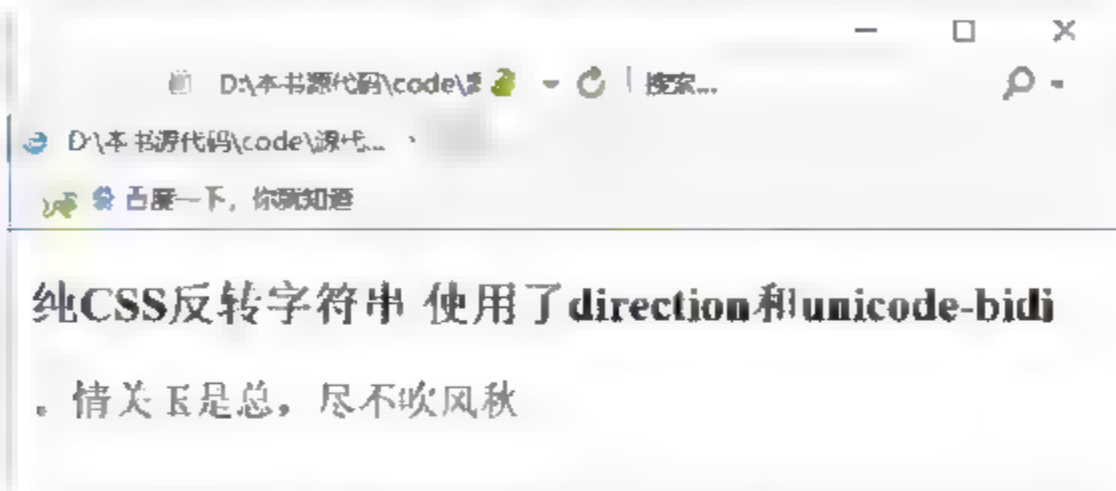 D:\本书源代码\code\ 搜索...
D:\本书源代码\code\源代...
百度一下，你就知道
纯CSS反转字符串 使用了direction和unicode-bidi
。情关玉是总，尽不吹风秋